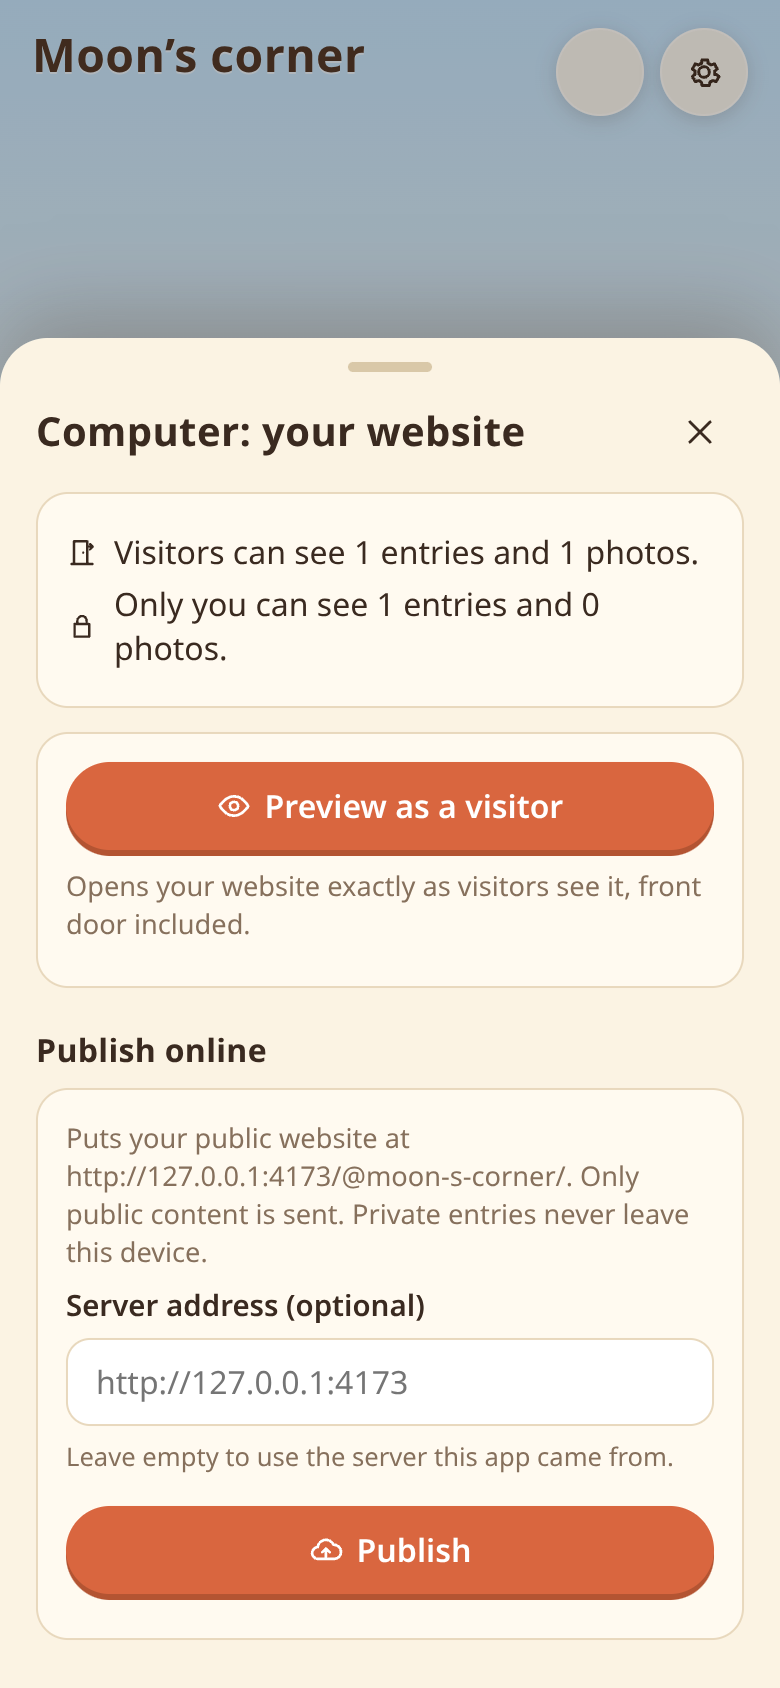 Moon’s corner
Computer: your website
Visitors can see 1 entries and 1 photos.
Only you can see 1 entries and 0
photos.
Preview as a visitor
Opens your website exactly as visitors see it, front
door included.
Publish online
Puts your public website at
http://127.0.0.1:4173/@moon-s-corner/. Only
public content is sent. Private entries never leave
this device.
Server address (optional)
http://127.0.0.1:4173
Leave empty to use the server this app came from.
Publish